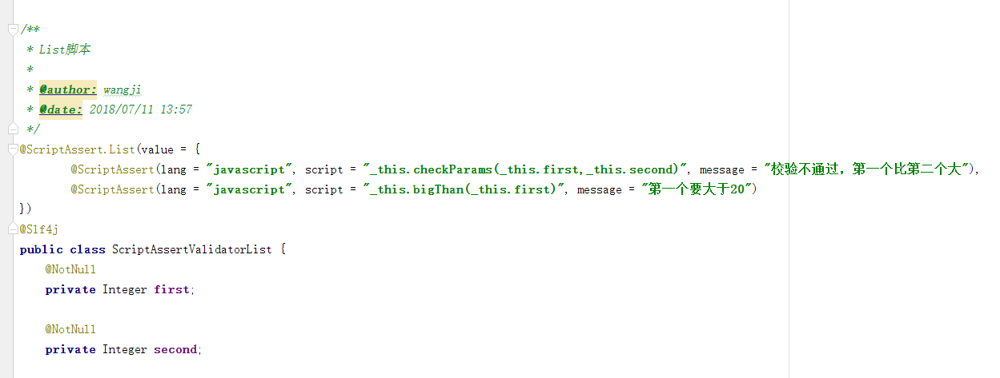 /**
 * List脚本
 *
 * @author: wangji
 * @date: 2018/07/11 13:57
 */
@ScriptAssert.List(value = {
        @ScriptAssert(lang = "javascript", script = "_this.checkParams(_this.first,_this.second)", message = "校验不通过，第一个比第二个大"),
        @ScriptAssert(lang = "javascript", script = "_this.bigThan(_this.first)", message = "第一个要大于20")
})
@Slf4j
public class ScriptAssertValidatorList {
    @NotNull
    private Integer first;
    @NotNull
    private Integer second;